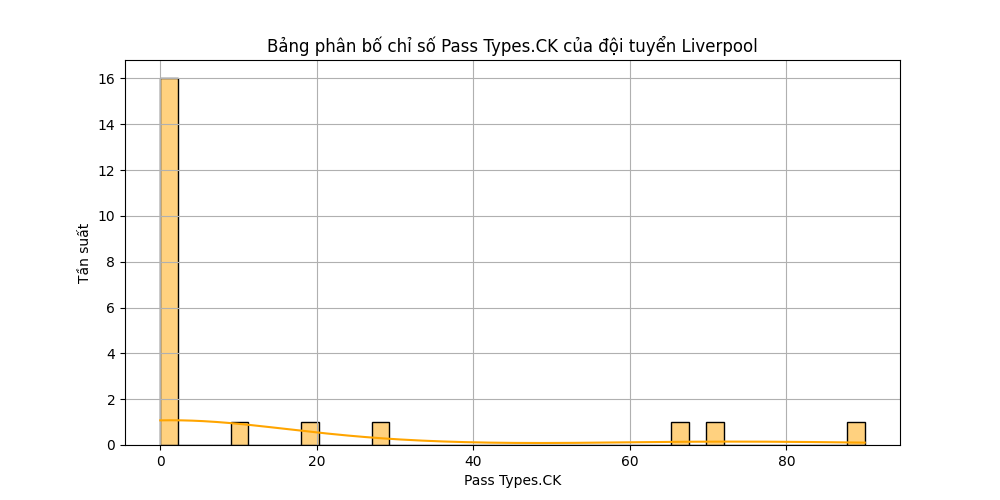 Bảng phân bố chỉ số Pass Types.CK của đội tuyển Liverpool
16
14
12
10
8
6
4
2
0
Tần suất
0 20 40 60 80
Pass Types.CK